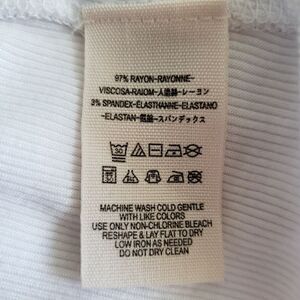 97% RAYON-RAYONNE-
VISCOSA-RAIOM-人造絲-レーヨン
3% SPANDEX-ELASTHANNE-ELASTANO
-ELASTAN-氨綸-スパンデックス
30
MACHINE WASH COLD GENTLE
WITH LIKE COLORS
USE ONLY NON-CHLORINE BLEACH
RESHAPE & LAY FLAT TO DRY
LOW IRON AS NEEDED
DO NOT DRY CLEAN